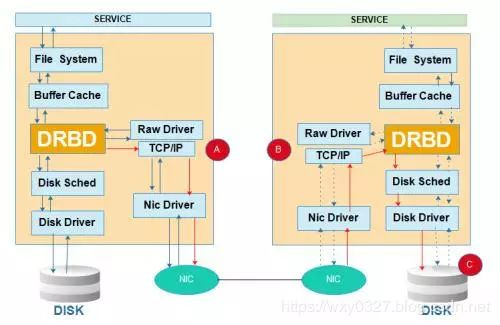 SERVICE
File System
Buffer Cache
DRBD
Raw Driver
TCP/IP
A
Disk Sched
Disk Driver
Nic Driver
DISK
NIC
SERVICE
File System
Buffer Cache
Raw Driver
DRBD
B
TCP/IP
Disk Sched
Nic Driver
Disk Driver
C
NIC
DISK
https://wxy0327.blog.csdn.net